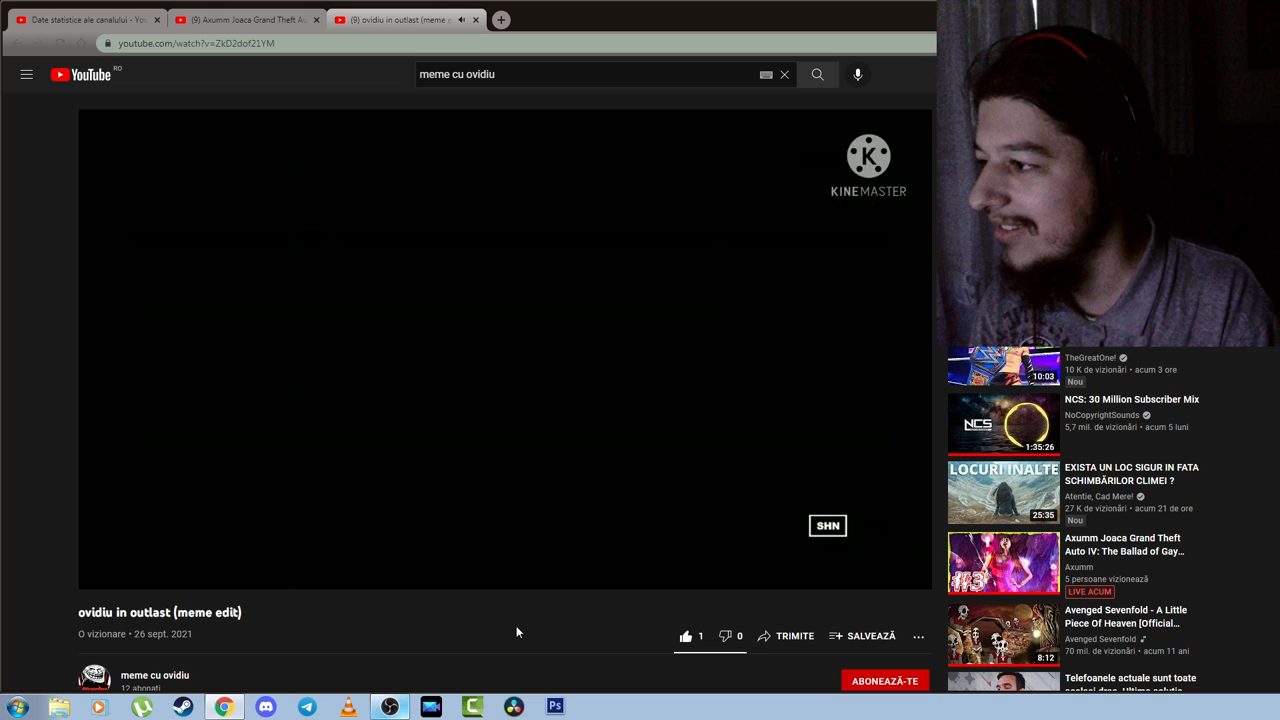 Date statistice ale canalului - Yo
(9) Axumm Joaca Grand Theft Au
(9) ovidiu in outlast (meme e
youtube.com/watch?v=ZkD2dof21YM
YouTube RO
meme cu ovidiu
K
KINEMASTER
SHN
ovidiu in outlast (meme edit)
O vizionare • 26 sept. 2021
1
0
TRIMITE
SALVEAZĂ
meme cu ovidiu
12 abonați
ABONEAZĂ-TE
TheGreatOne!
10 K de vizionări • acum 3 ore
Nou
10:03
NCS: 30 Million Subscriber Mix
NoCopyrightSounds
5,7 mil. de vizionări • acum 5 luni
NCS
1:35:26
LOCURI INALTE
25:35
EXISTA UN LOC SIGUR IN FATA
SCHIMBĂRILOR CLIMEI ?
Atentie, Cad Mere!
27 K de vizionări • acum 21 de ore
Nou
#3
Axumm Joaca Grand Theft
Auto IV: The Ballad of Gay…
Axumm
5 persoane vizionează
LIVE ACUM
Avenged Sevenfold - A Little
Piece Of Heaven [Official…
Avenged Sevenfold
70 mil. de vizionări • acum 11 ani
8:12
Telefoanele actuale sunt toate
Ps